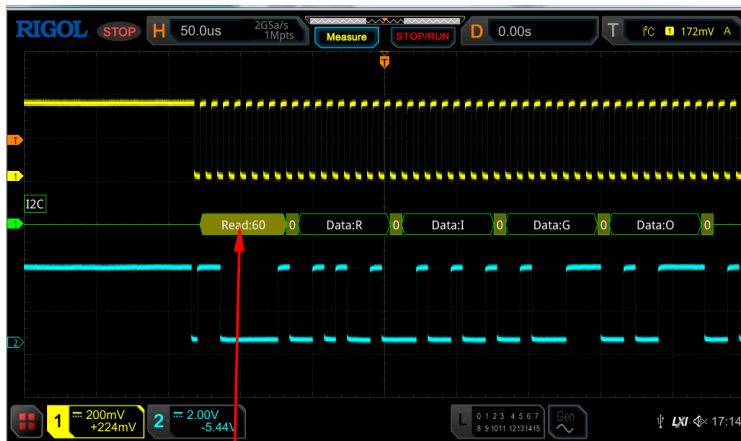 RIGOL STOP H 50.0us 2GSa/s 1Mpts Measure STOP/RUN D 0.00s T I²C 1 172mV A
T
T
1
I2C
1 Read:60 0 Data:R 0 Data:I 0 Data:G 0 Data:O 0
2
1 200mV +224mV 2 2.00V -5.44V L 0 1 2 3 4 5 6 7 Gen LXI 17:14
8 9 10 11 12 13 14 15